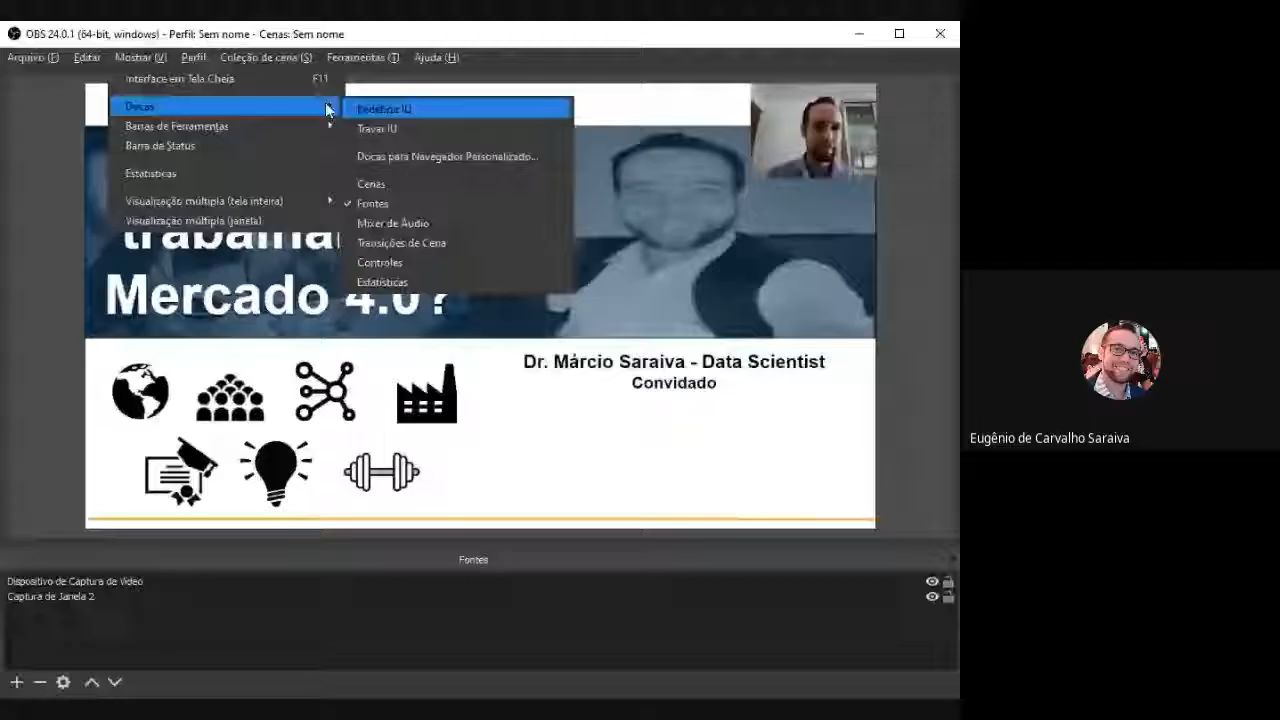 OBS 24.0.1 (64-bit, windows) - Perfil: Sem nome - Cenas: Sem nome
Arquivo (F) Editar Mostrar (V) Perfil Coleção de cena (S) Ferramentas (T) Ajuda (H)
Interface em Tela Cheia F11
Docas
Barras de Ferramentas
Barra de Status
Estatísticas
Visualização múltipla (tela inteira)
Visualização múltipla (janela)
Redefinir IU
Travar IU
Docas para Navegador Personalizado...
Cenas
Fontes
Mixer de Áudio
Transições de Cena
Controles
Estatísticas
trabalhar
Mercado 4.0?
Dr. Márcio Saraiva - Data Scientist
Convidado
Eugênio de Carvalho Saraiva
Fontes
Dispositivo de Captura de Vídeo
Captura de Janela 2